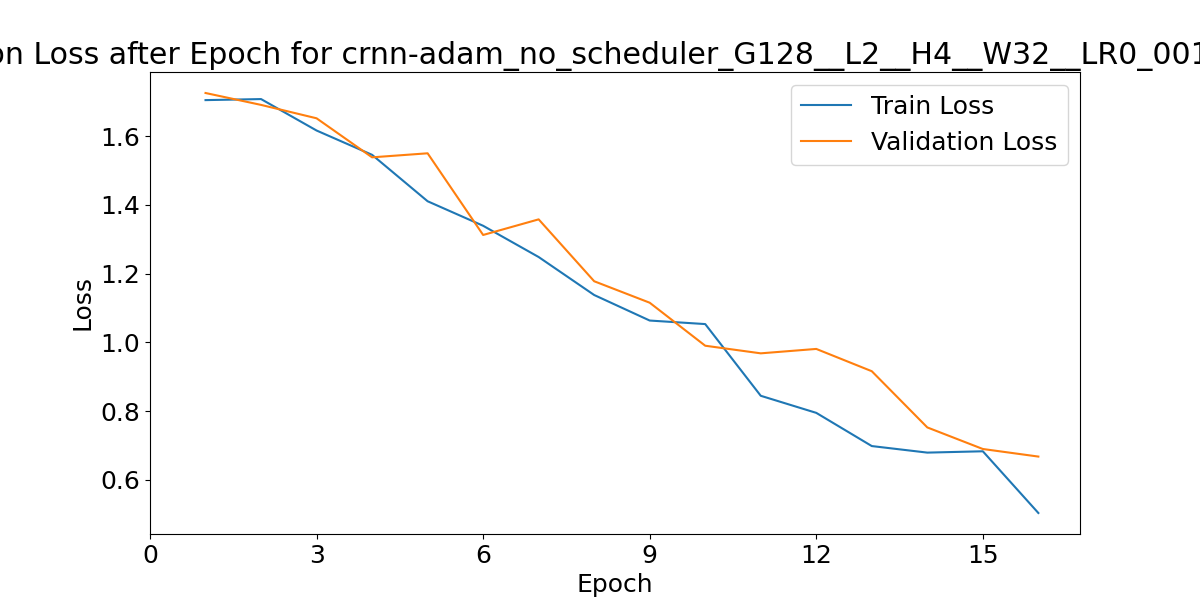 on Loss after Epoch for crnn-adam_no_scheduler_G128__L2__H4__W32__LR0_001
Train Loss
Validation Loss
1.6
1.4
1.2
1.0
0.8
0.6
Loss
0 3 6 9 12 15
Epoch